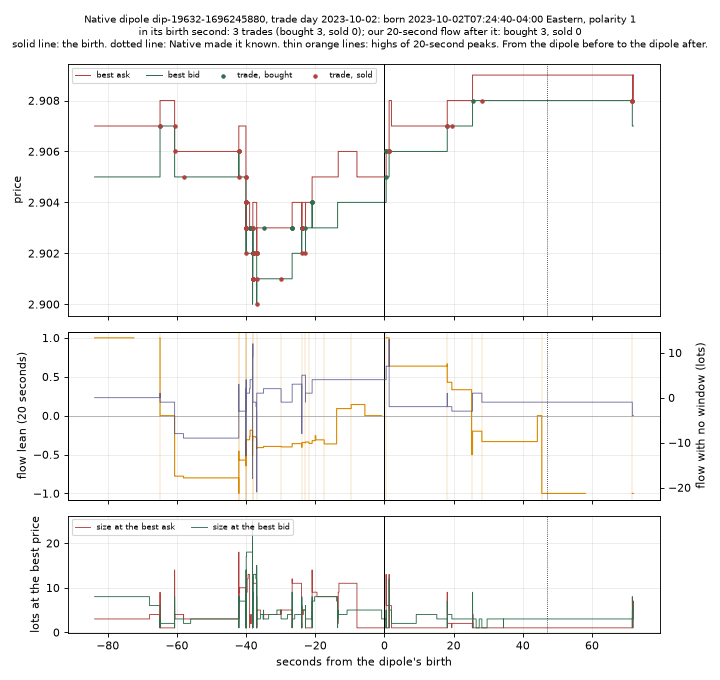 Native dipole dip-19632-1696245880, trade day 2023-10-02: born 2023-10-02T07:24:40-04:00 Eastern, polarity 1
in its birth second: 3 trades (bought 3, sold 0); our 20-second flow after it: bought 3, sold 0
solid line: the birth. dotted line: Native made it known. thin orange lines: highs of 20-second peaks. From the dipole before to the dipole after.
best ask
best bid
trade, bought
trade, sold
2.908
2.906
2.904
2.902
2.900
price
1.0
0.5
0.0
−0.5
−1.0
flow lean (20 seconds)
10
0
−10
−20
flow with no window (lots)
size at the best ask
size at the best bid
20
10
0
lots at the best price
−80
−60
−40
−20
0
20
40
60
seconds from the dipole's birth